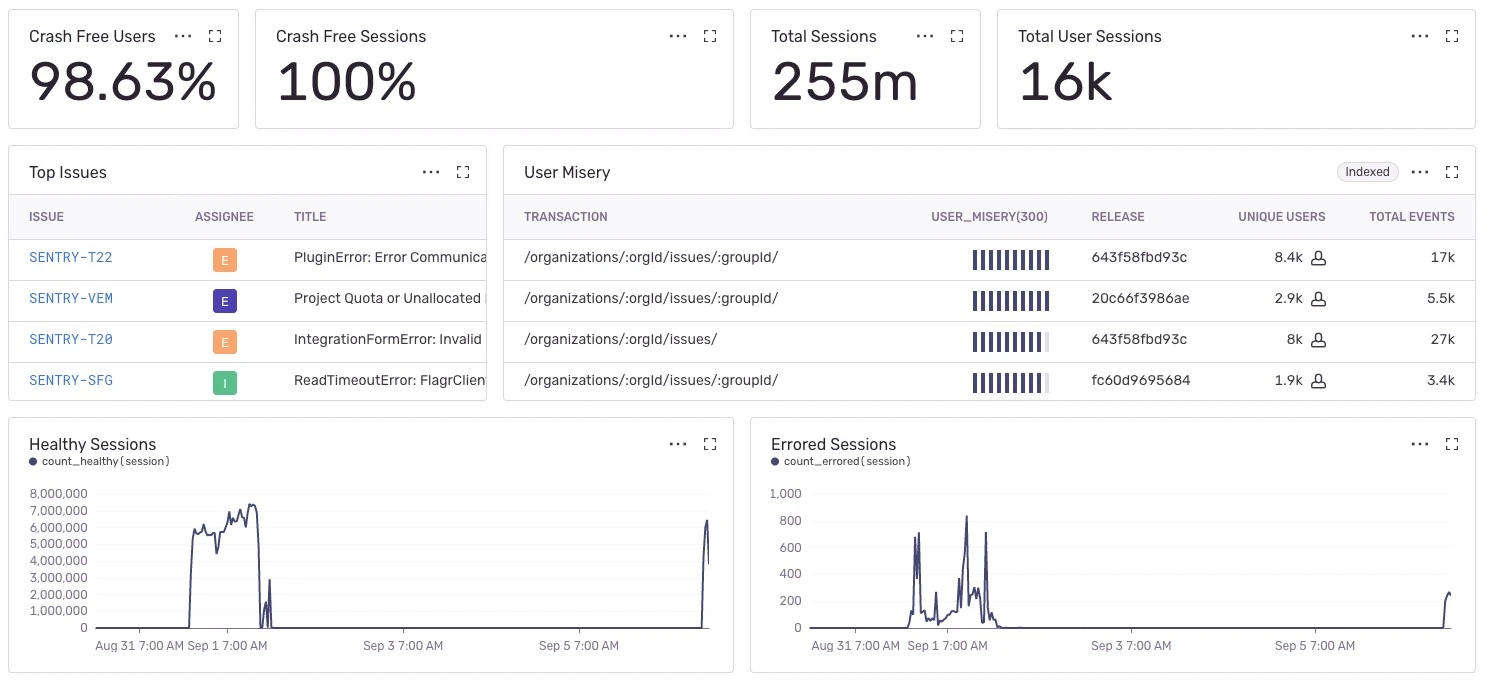 Crash Free Users
98.63%
Crash Free Sessions
100%
Total Sessions
255m
Total User Sessions
16k
Top Issues
ISSUE ASSIGNEE TITLE
SENTRY-T22 E PluginError: Error Communica
SENTRY-VEM E Project Quota or Unallocated
SENTRY-T20 E IntegrationFormError: Invalid
SENTRY-SFG I ReadTimeoutError: FlagrClien
User Misery Indexed
TRANSACTION USER_MISERY(300) RELEASE UNIQUE USERS TOTAL EVENTS
/organizations/:orgId/issues/:groupId/ 643f58fbd93c 8.4k 17k
/organizations/:orgId/issues/:groupId/ 20c66f3986ae 2.9k 5.5k
/organizations/:orgId/issues/ 643f58fbd93c 8k 27k
/organizations/:orgId/issues/:groupId/ fc60d9695684 1.9k 3.4k
Healthy Sessions
count_healthy(session)
8,000,000
7,000,000
6,000,000
5,000,000
4,000,000
3,000,000
2,000,000
1,000,000
0
Aug 31 7:00 AM Sep 1 7:00 AM Sep 3 7:00 AM Sep 5 7:00 AM
Errored Sessions
count_errored(session)
1,000
800
600
400
200
0
Aug 31 7:00 AM Sep 1 7:00 AM Sep 3 7:00 AM Sep 5 7:00 AM